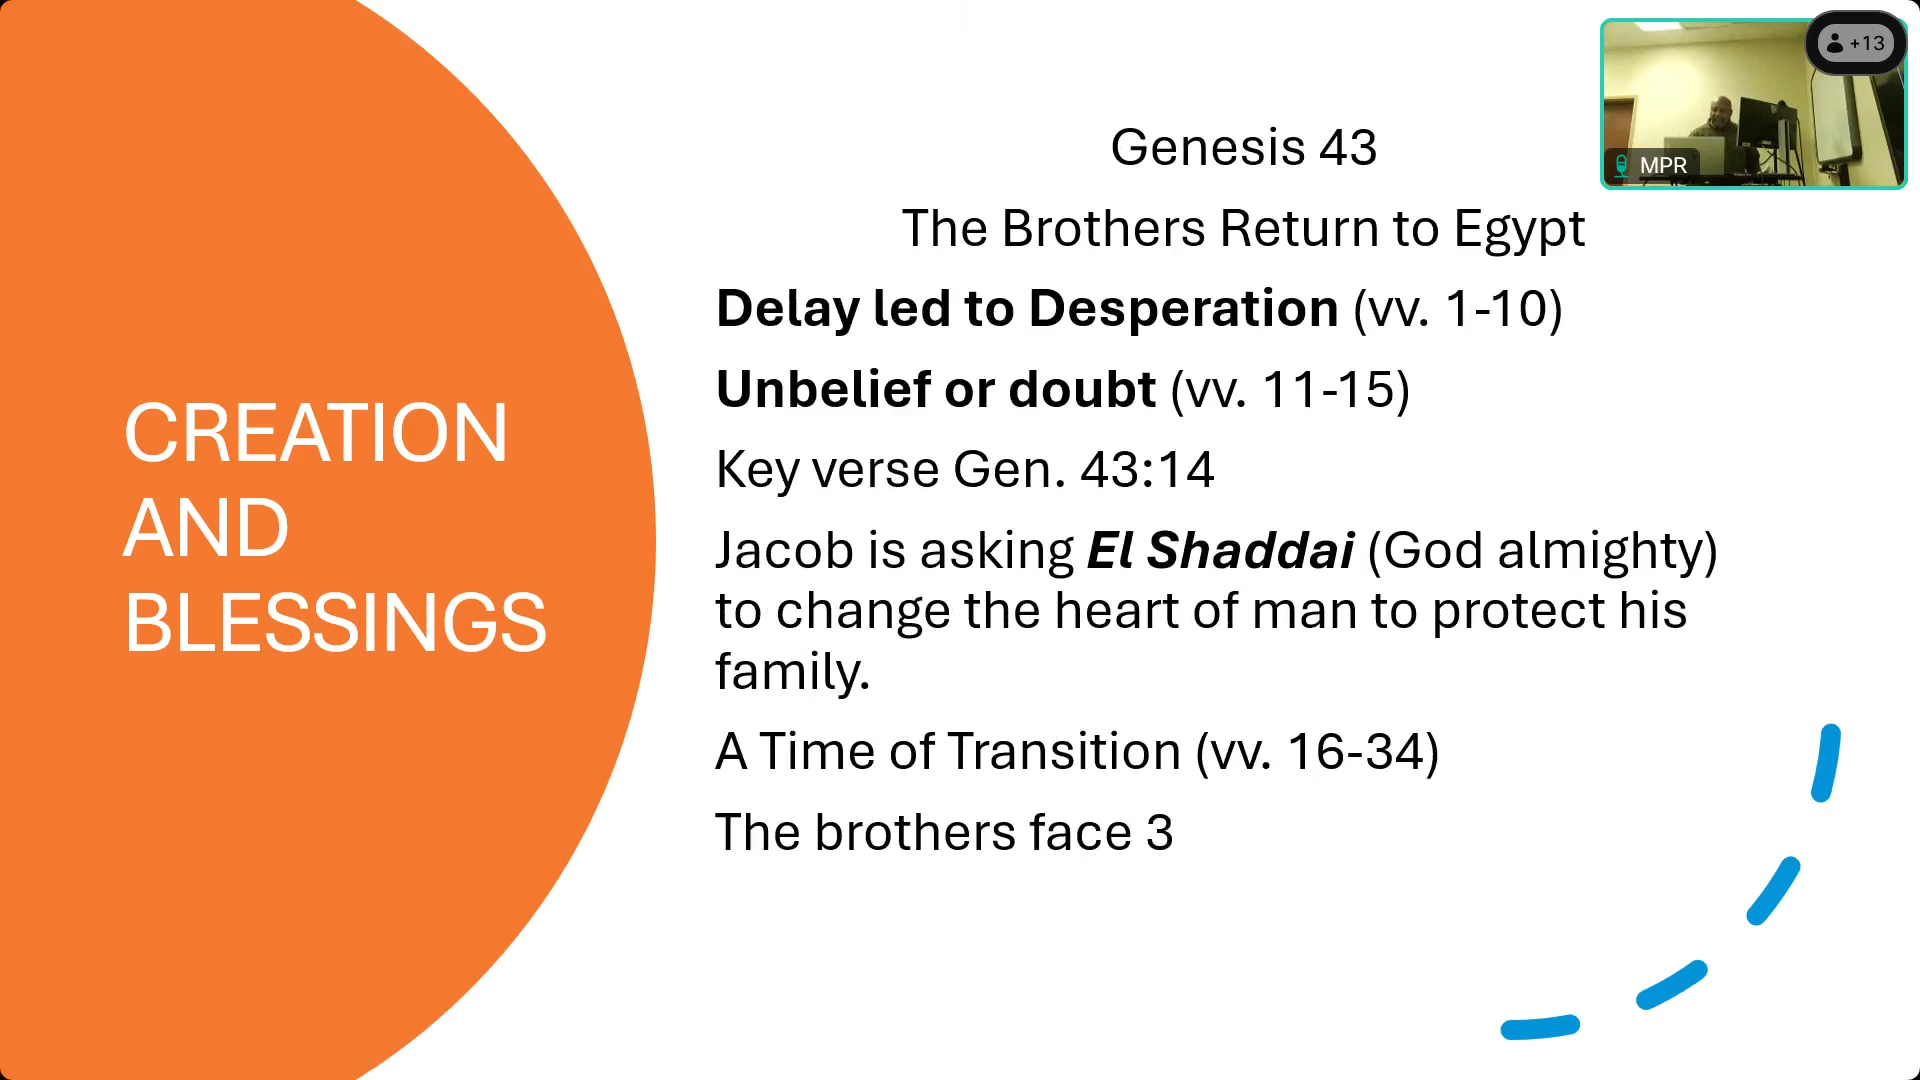 CREATION
AND
BLESSINGS
Genesis 43
The Brothers Return to Egypt
Delay led to Desperation (vv. 1-10)
Unbelief or doubt (vv. 11-15)
Key verse Gen. 43:14
Jacob is asking El Shaddai (God almighty)
to change the heart of man to protect his
family.
A Time of Transition (vv. 16-34)
The brothers face 3
+13
MPR